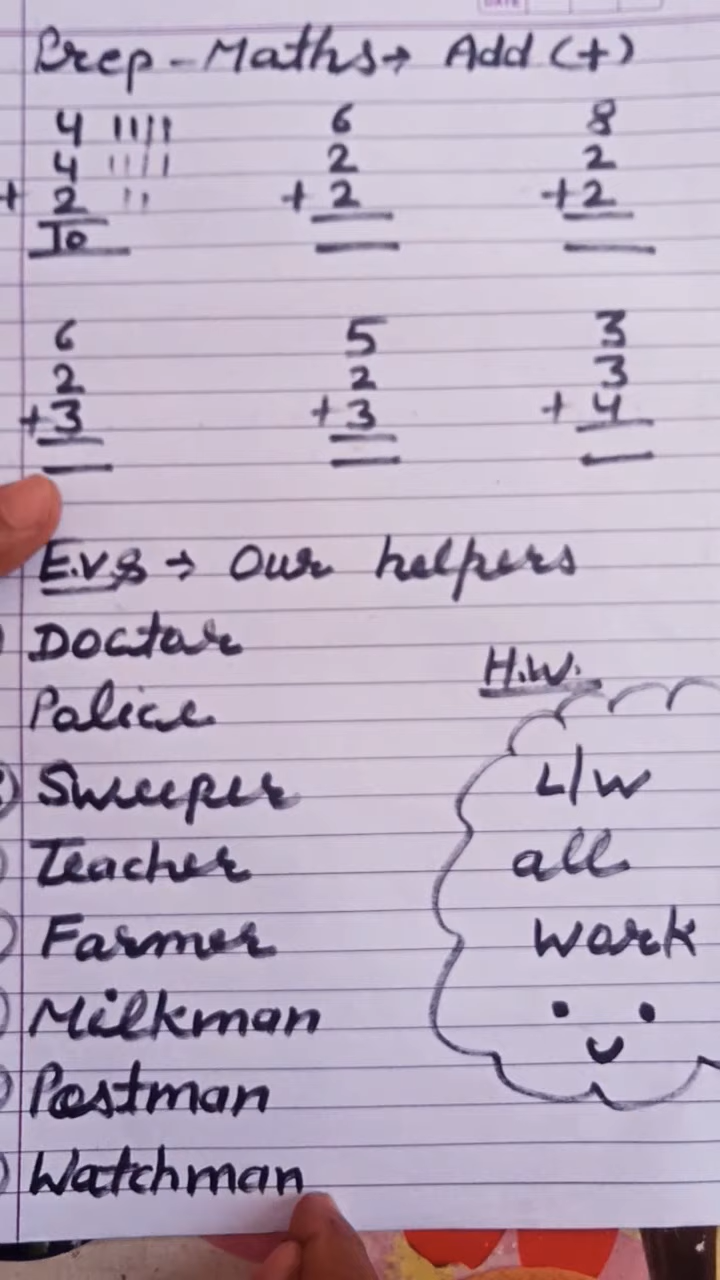 DATE
Prep - Maths → Add (+)
4 6 8
4 2 2
+ 2 + 2 + 2
10
6 5 3
2 2 3
+ 3 + 3 + 4
E.V.S → Our helpers
Doctor
H.W.
Police
Sweeper
L/W
Teacher
all
Farmer
work
Milkman
Postman
Watchman